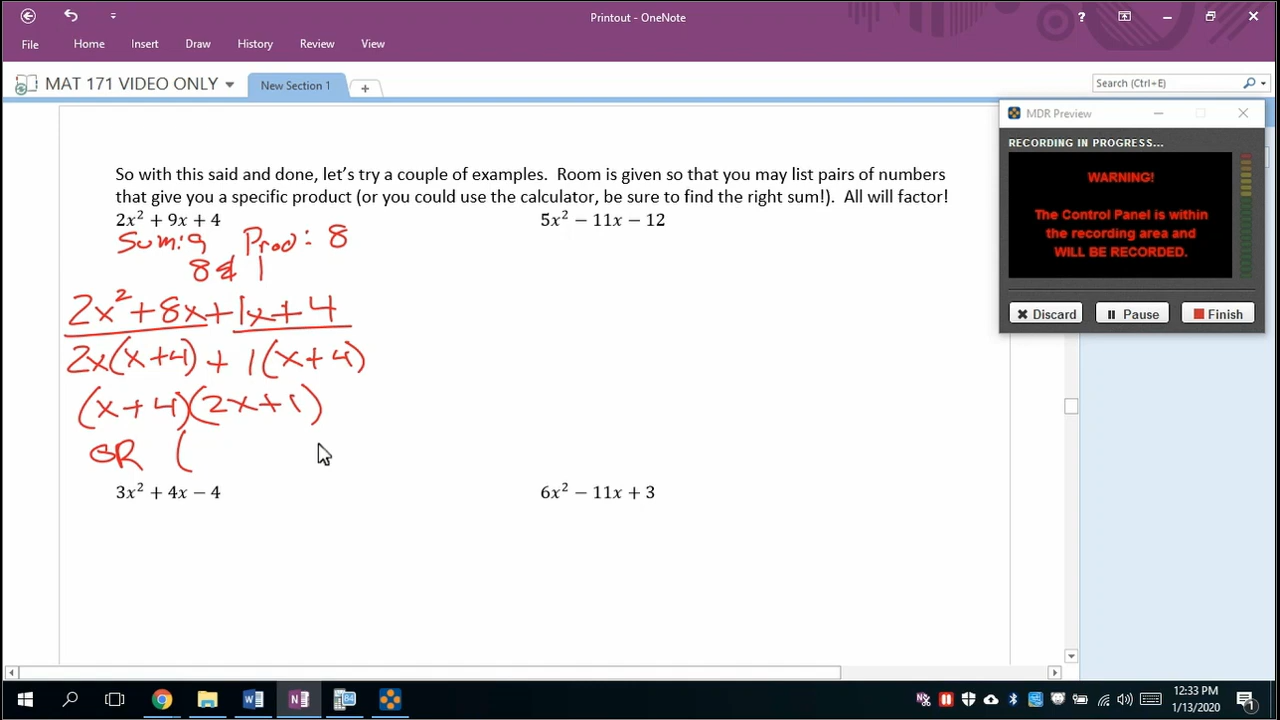 Printout - OneNote
?
File Home Insert Draw History Review View
MAT 171 VIDEO ONLY New Section 1 +
Search (Ctrl+E)
MDR Preview
RECORDING IN PROGRESS...
WARNING!
The Control Panel is within
the recording area and
WILL BE RECORDED.
Discard Pause Finish
So with this said and done, let's try a couple of examples. Room is given so that you may list pairs of numbers
that give you a specific product (or you could use the calculator, be sure to find the right sum!). All will factor!
2x² + 9x + 4 5x² − 11x − 12
Sum: 9 Prod: 8
8 & 1
2x² + 8x + 1x + 4
2x(x+4) + 1(x+4)
(x+4)(2x+1)
OR (
3x² + 4x − 4 6x² − 11x + 3
12:33 PM
1/13/2020
1